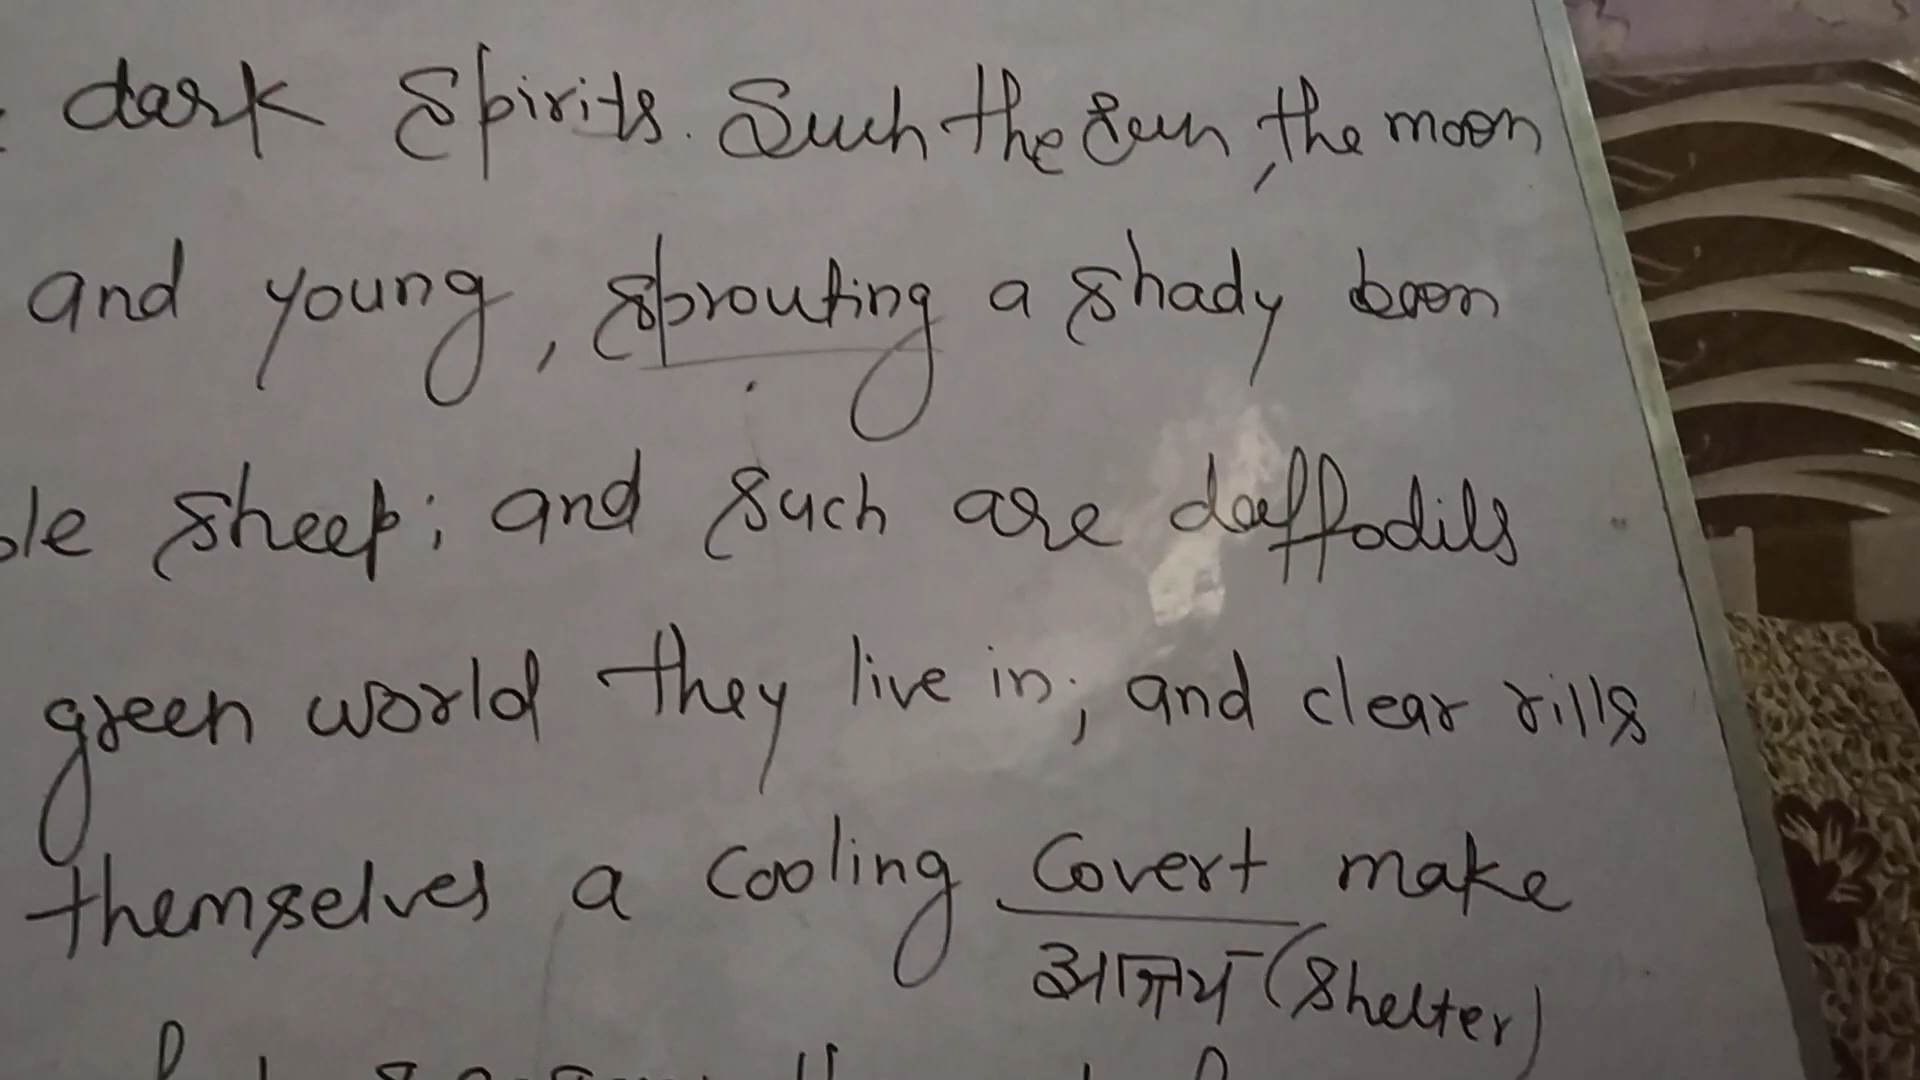 dark Spirits. Such the sun, the moon
and young, sprouting a shady boon
sheep; and such are daffodils
green world they live in; and clear rills
themselves a cooling covert make
आश्रय (Shelter)